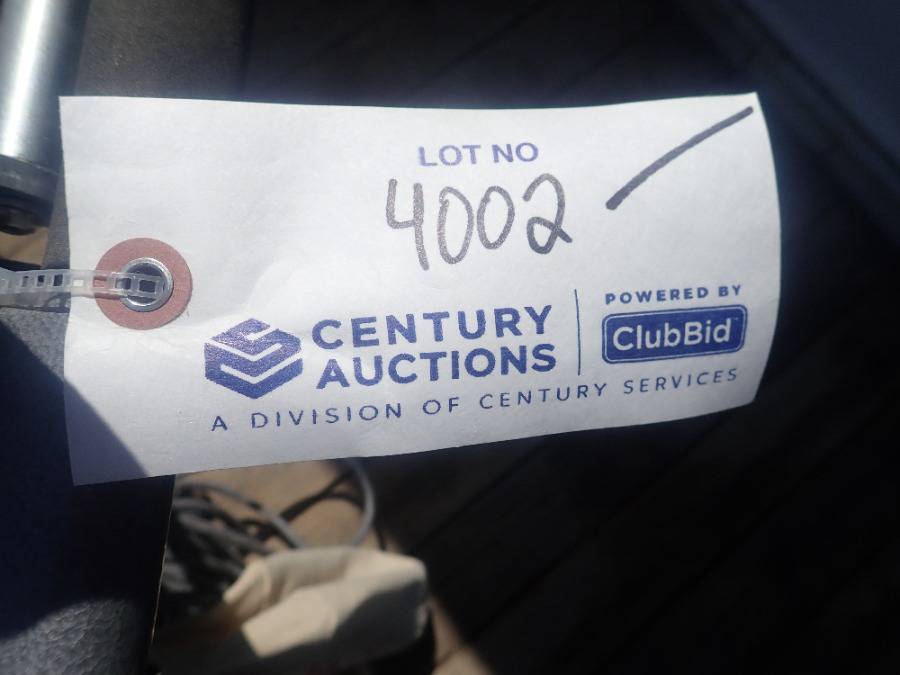 LOT NO
4002
CENTURY
AUCTIONS
POWERED BY
ClubBid
A DIVISION OF CENTURY SERVICES